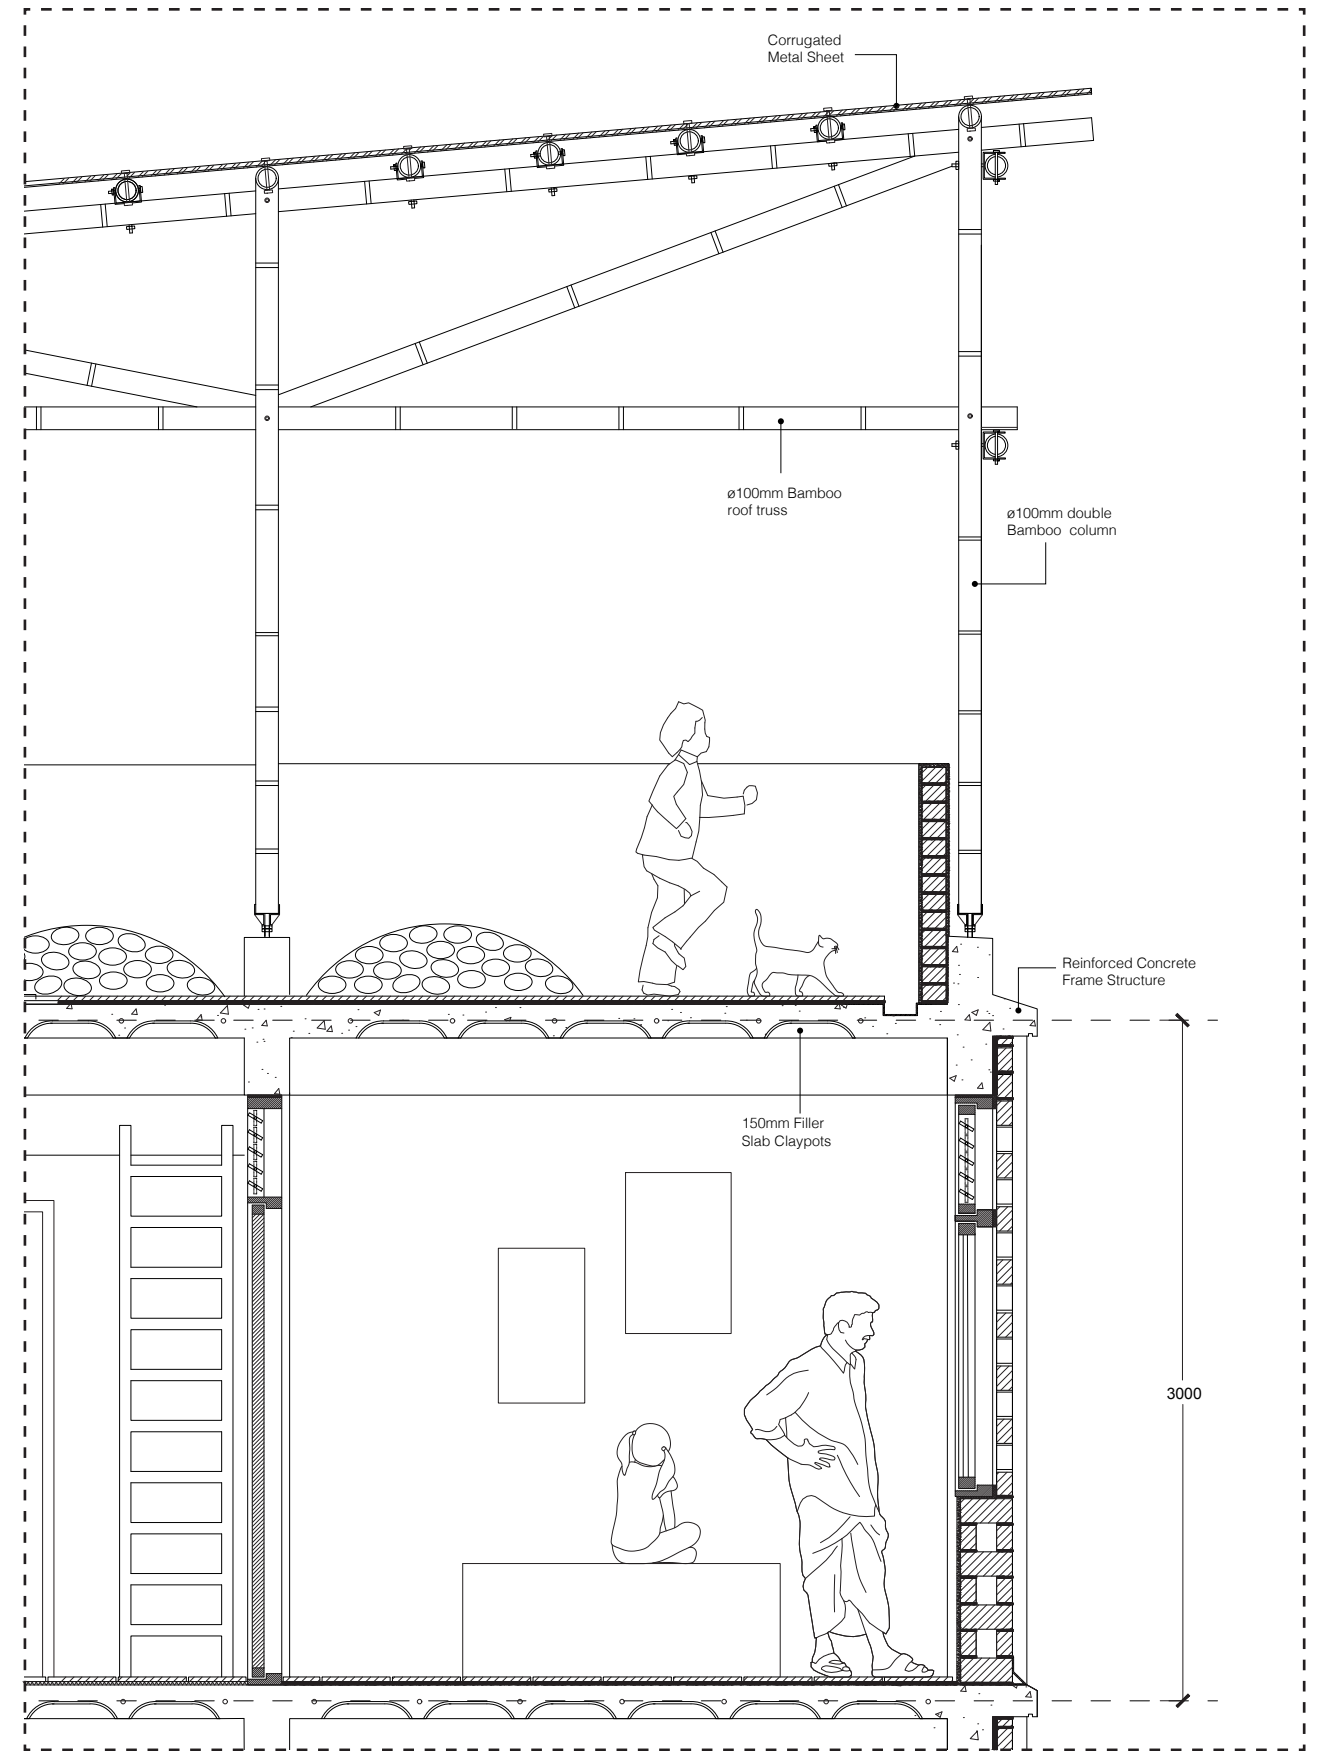 Corrugated
Metal Sheet
ø100mm Bamboo
roof truss
ø100mm double
Bamboo column
Reinforced Concrete
Frame Structure
150mm Filler
Slab Claypots
3000